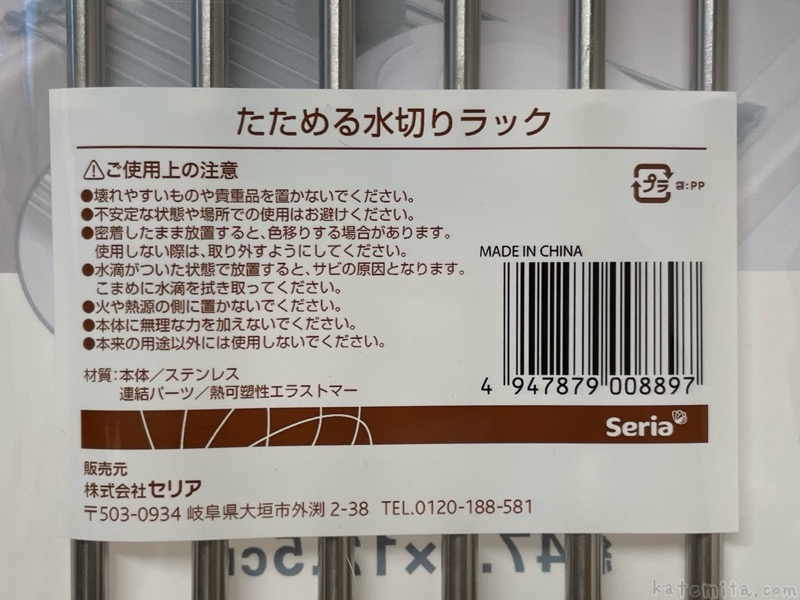 たためる水切りラック
⚠ご使用上の注意
●壊れやすいものや貴重品を置かないでください。
●不安定な状態や場所での使用はお避けください。
●密着したまま放置すると、色移りする場合があります。
使用しない際は、取り外すようにしてください。
●水滴がついた状態で放置すると、サビの原因となります。
こまめに水滴を拭き取ってください。
●火や熱源の側に置かないでください。
●本体に無理な力を加えないでください。
●本来の用途以外には使用しないでください。
材質:本体／ステンレス
連結パーツ／熱可塑性エラストマー
プラ 袋:PP
MADE IN CHINA
4 947879 008897
Seria
販売元
株式会社セリア
〒503-0934 岐阜県大垣市外渕 2-38 TEL.0120-188-581
katomita.com